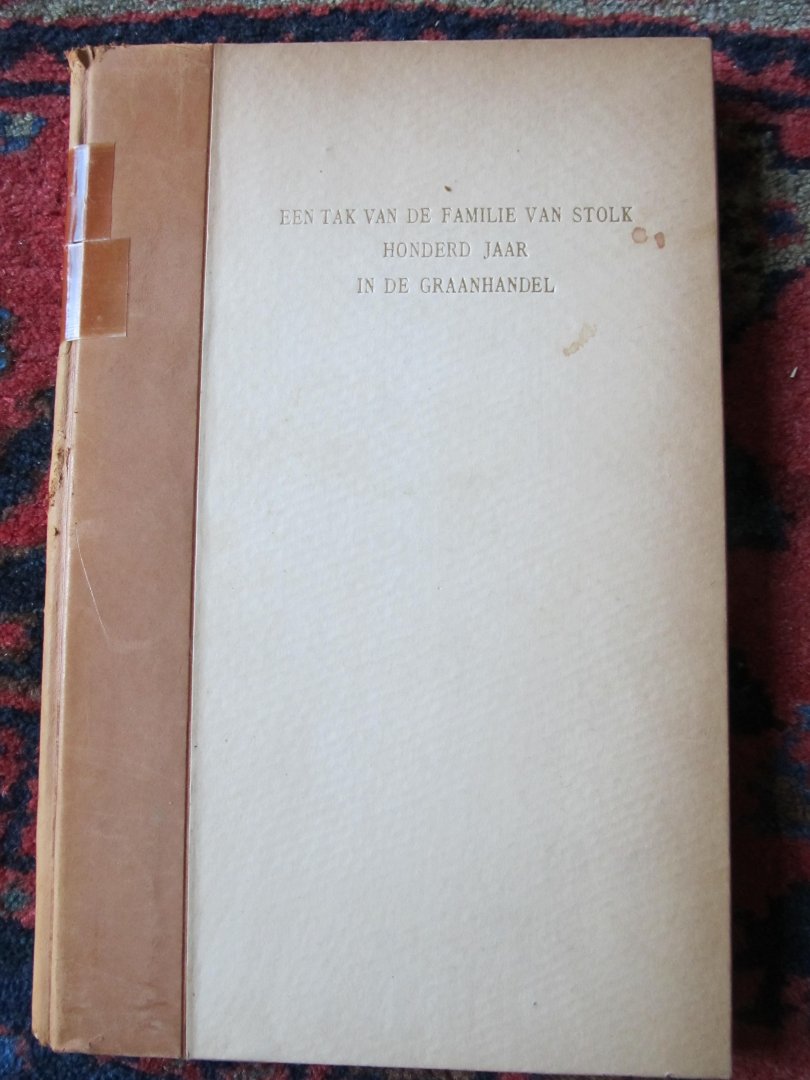 EEN TAK VAN DE FAMILIE VAN STOLK
HONDERD JAAR
IN DE GRAANHANDEL